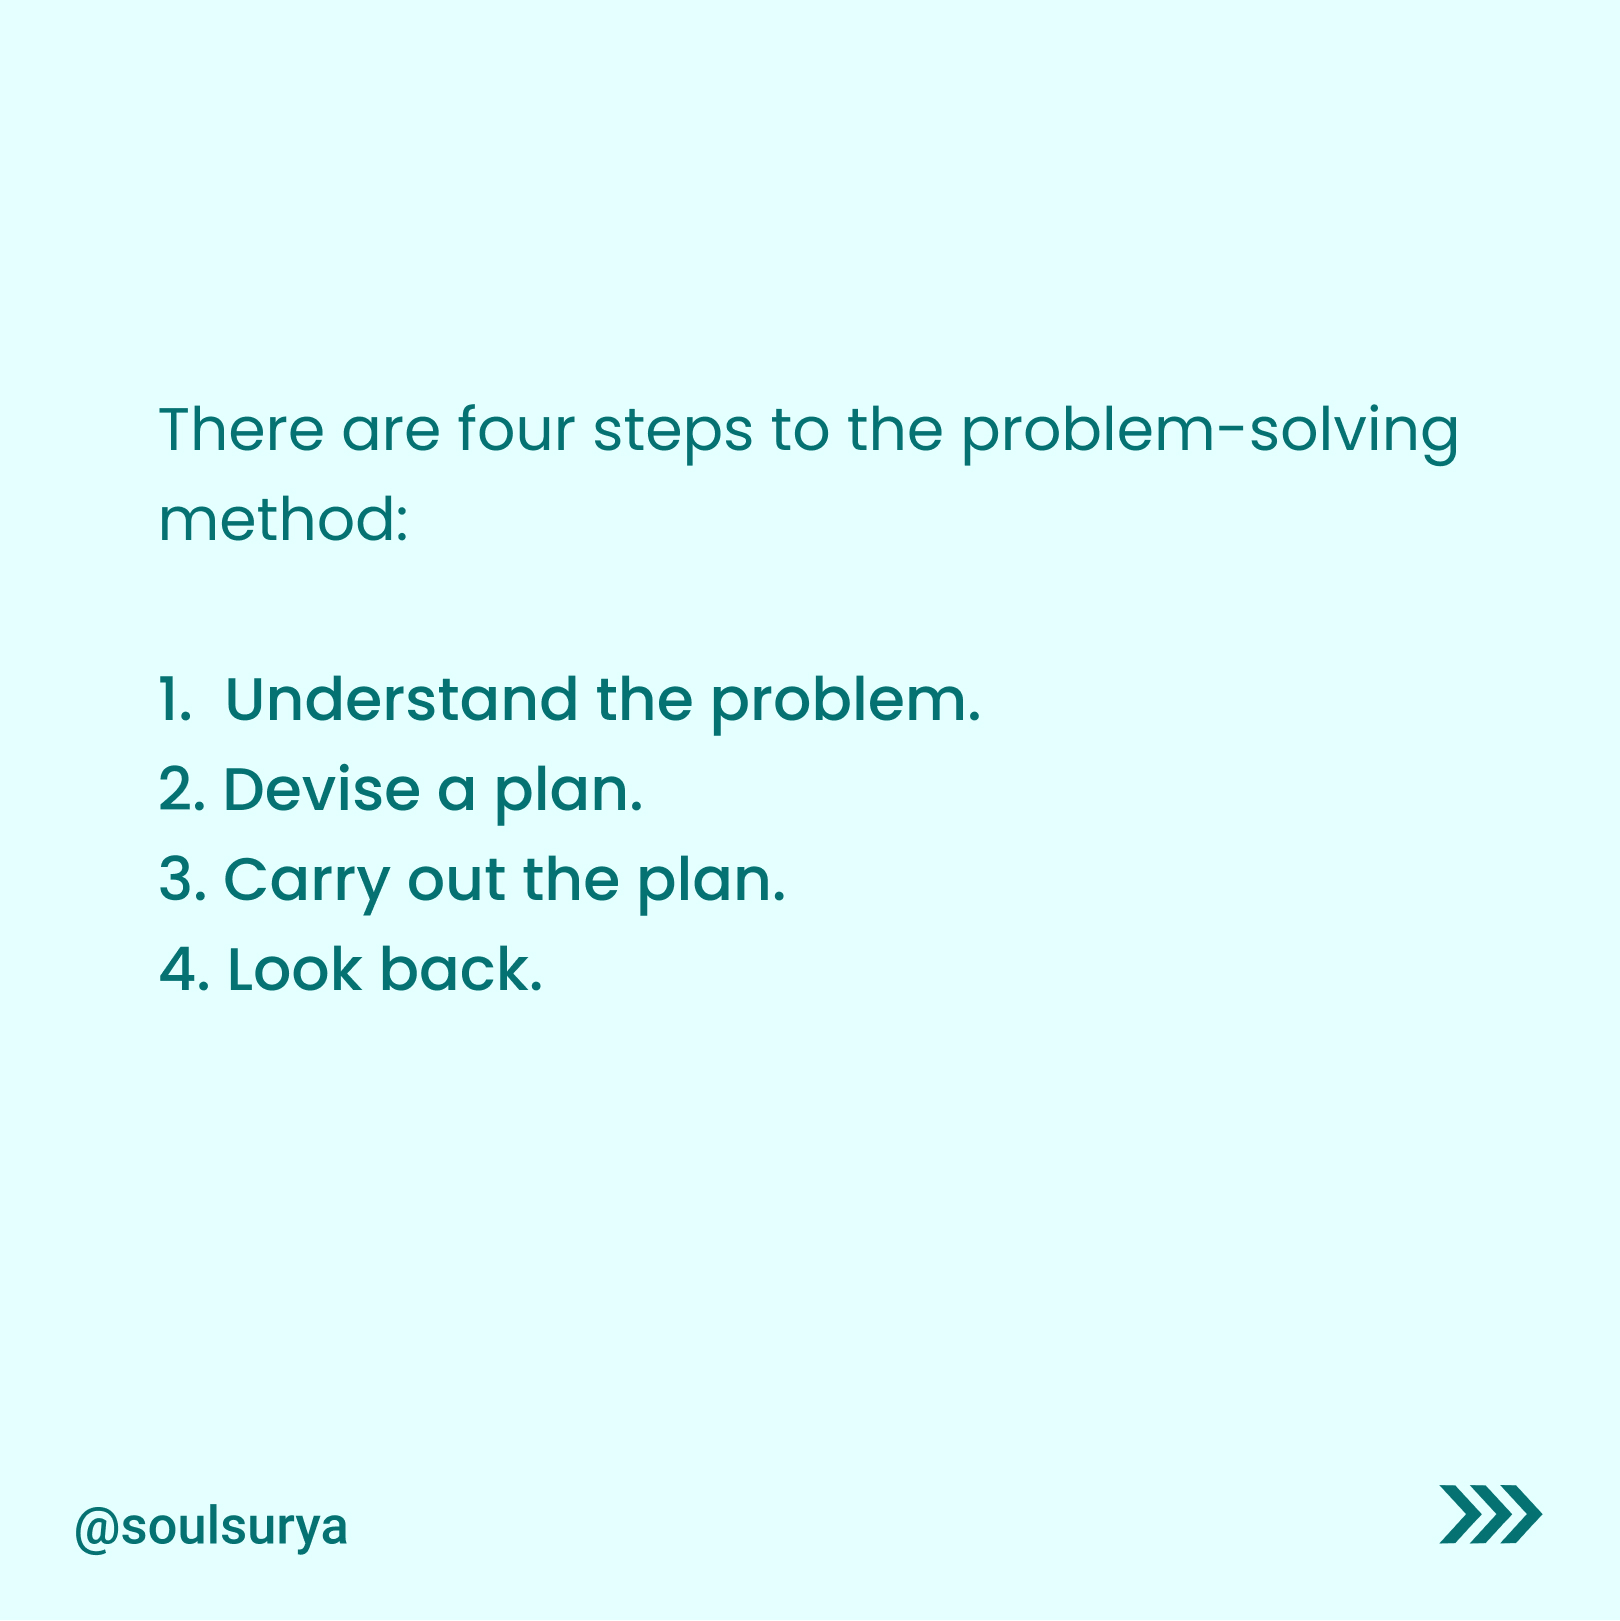 There are four steps to the problem-solving
method:
1. Understand the problem.
2. Devise a plan.
3. Carry out the plan.
4. Look back.
@soulsurya